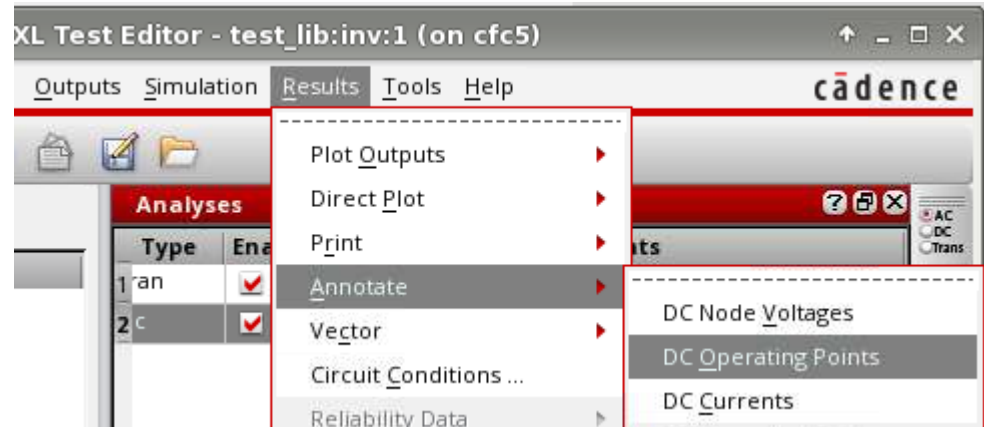 XL Test Editor - test_lib:inv:1 (on cfc5)
Outputs Simulation Results Tools Help cādence
Plot Outputs
Direct Plot
Print
Annotate
Vector
Circuit Conditions ...
Reliability Data
Analyses
Type Ena ts
1 ran
2 c
AC
DC
Trans
DC Node Voltages
DC Operating Points
DC Currents